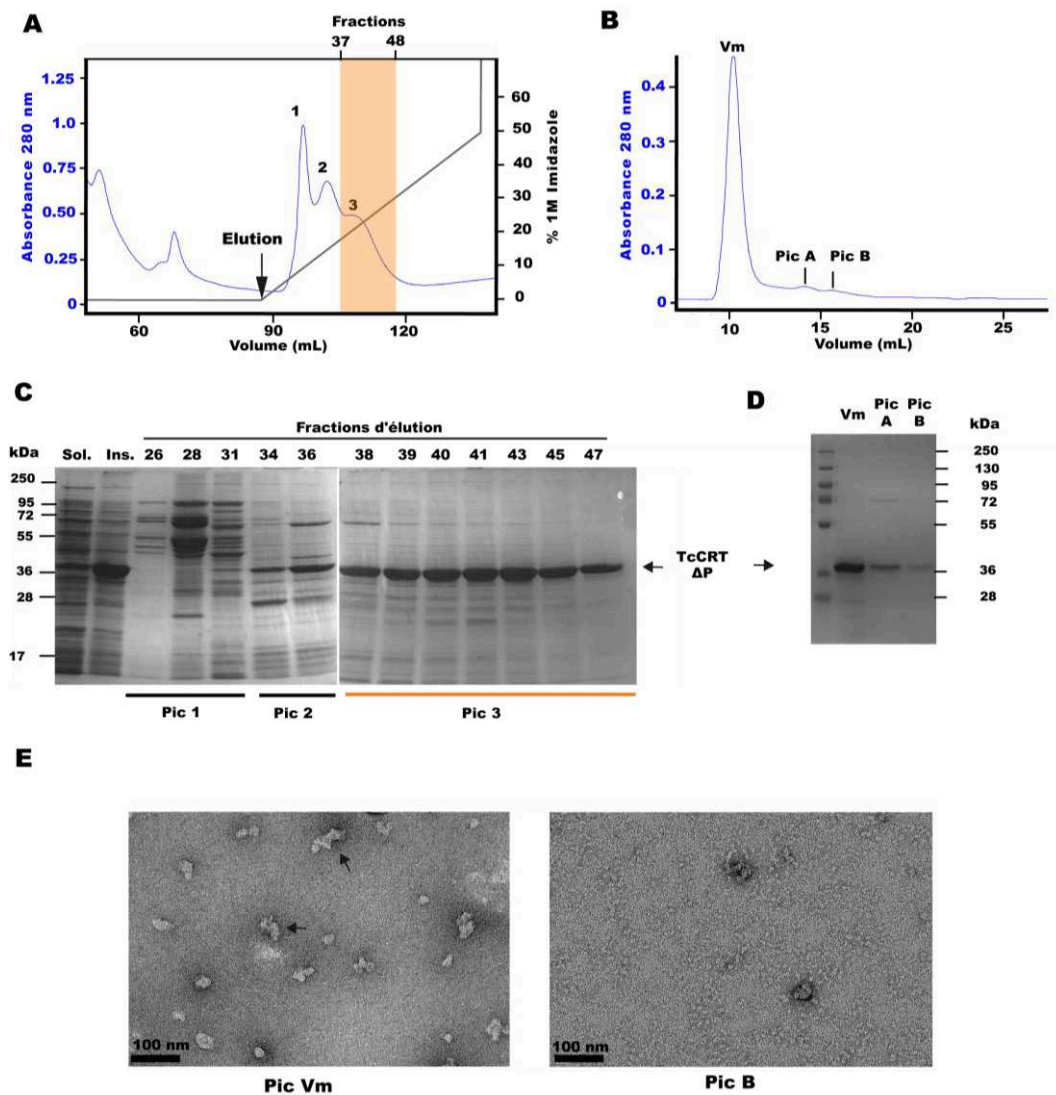 A
Fractions
37 48
Absorbance 280 nm
1.25
1.0
0.75
0.50
0.25
0
1
2
3
Elution
60
50
40
30
20
10
0
% 1M Imidazole
60 90 120
Volume (mL)
B
Vm
Absorbance 280 nm
0.4
0.3
0.2
0.1
0
Pic A Pic B
10 15 20 25
Volume (mL)
C
Fractions d'élution
kDa Sol. Ins. 26 28 31 34 36 38 39 40 41 43 45 47
250
95
72
55
36
28
17
TcCRT
ΔP
Pic 1 Pic 2 Pic 3
D
Vm Pic A Pic B
kDa
250
130
95
72
55
36
28
E
100 nm
Pic Vm
100 nm
Pic B